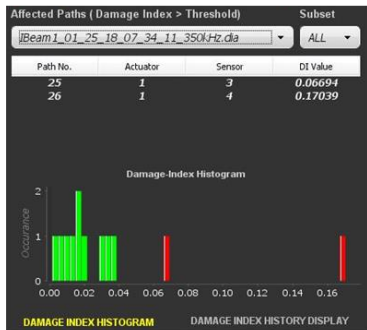 Affected Paths ( Damage Index > Threshold) Subset
IBeam1_01_25_18_07_34_11_350kHz.dia ALL
Path No. Actuator Sensor DI Value
25 1 3 0.06694
26 1 4 0.17039
Damage-Index Histogram
Occurance
2
1
0
0.00 0.02 0.04 0.06 0.08 0.10 0.12 0.14 0.16
DAMAGE INDEX HISTOGRAM DAMAGE INDEX HISTORY DISPLAY